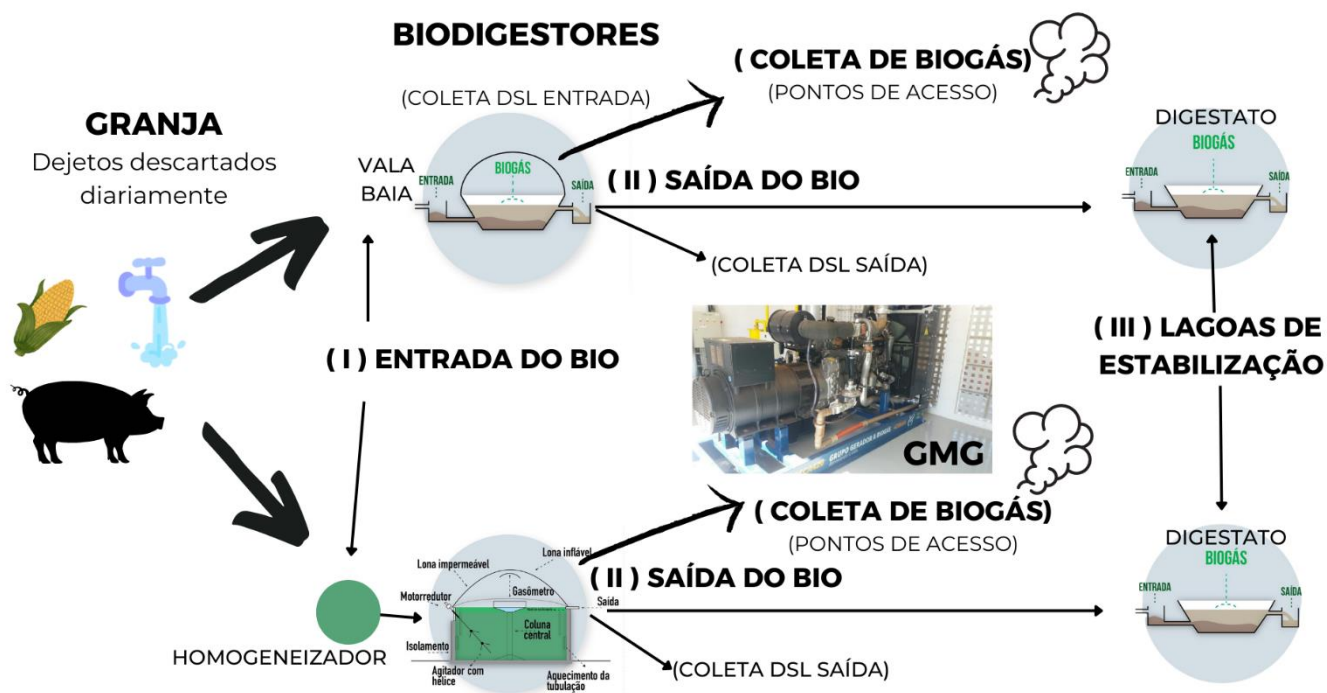 BIODIGESTORES
(COLETA DSL ENTRADA)
( COLETA DE BIOGÁS)
(PONTOS DE ACESSO)
GRANJA
Dejetos descartados
diariamente
VALA
BAIA
ENTRADA
BIOGÁS
SAÍDA
( II ) SAÍDA DO BIO
(COLETA DSL SAÍDA)
DIGESTATO
BIOGÁS
ENTRADA
SAÍDA
( I ) ENTRADA DO BIO
GRUPO GERADOR A BIOGÁS
GMG
( III ) LAGOAS DE
ESTABILIZAÇÃO
( COLETA DE BIOGÁS)
(PONTOS DE ACESSO)
( II ) SAÍDA DO BIO
HOMOGENEIZADOR
Lona impermeável
Lona inflável
Motorredutor
Gasômetro
Saída
Coluna
central
Isolamento
Agitador com
hélice
Aquecimento da
tubulação
(COLETA DSL SAÍDA)
DIGESTATO
BIOGÁS
ENTRADA
SAÍDA